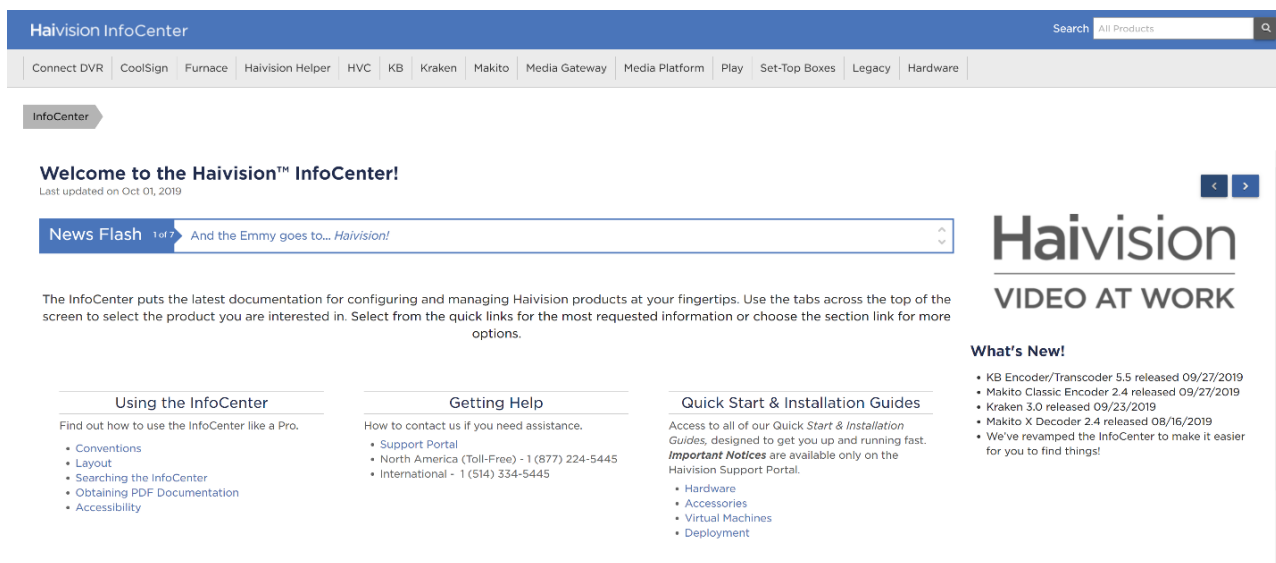 Haivision InfoCenter
Search All Products
Connect DVR CoolSign Furnace Haivision Helper HVC KB Kraken Makito Media Gateway Media Platform Play Set-Top Boxes Legacy Hardware
InfoCenter
Welcome to the Haivision™ InfoCenter!
Last updated on Oct 01, 2019
News Flash 1 of 7 And the Emmy goes to... Haivision!
The InfoCenter puts the latest documentation for configuring and managing Haivision products at your fingertips. Use the tabs across the top of the
screen to select the product you are interested in. Select from the quick links for the most requested information or choose the section link for more
options.
Using the InfoCenter
Find out how to use the InfoCenter like a Pro.
• Conventions
• Layout
• Searching the InfoCenter
• Obtaining PDF Documentation
• Accessibility
Getting Help
How to contact us if you need assistance.
• Support Portal
• North America (Toll-Free) - 1 (877) 224-5445
• International - 1 (514) 334-5445
Quick Start & Installation Guides
Access to all of our Quick Start & Installation
Guides, designed to get you up and running fast.
Important Notices are available only on the
Haivision Support Portal.
• Hardware
• Accessories
• Virtual Machines
• Deployment
Haivision
VIDEO AT WORK
What's New!
• KB Encoder/Transcoder 5.5 released 09/27/2019
• Makito Classic Encoder 2.4 released 09/27/2019
• Kraken 3.0 released 09/23/2019
• Makito X Decoder 2.4 released 08/16/2019
• We've revamped the InfoCenter to make it easier
for you to find things!